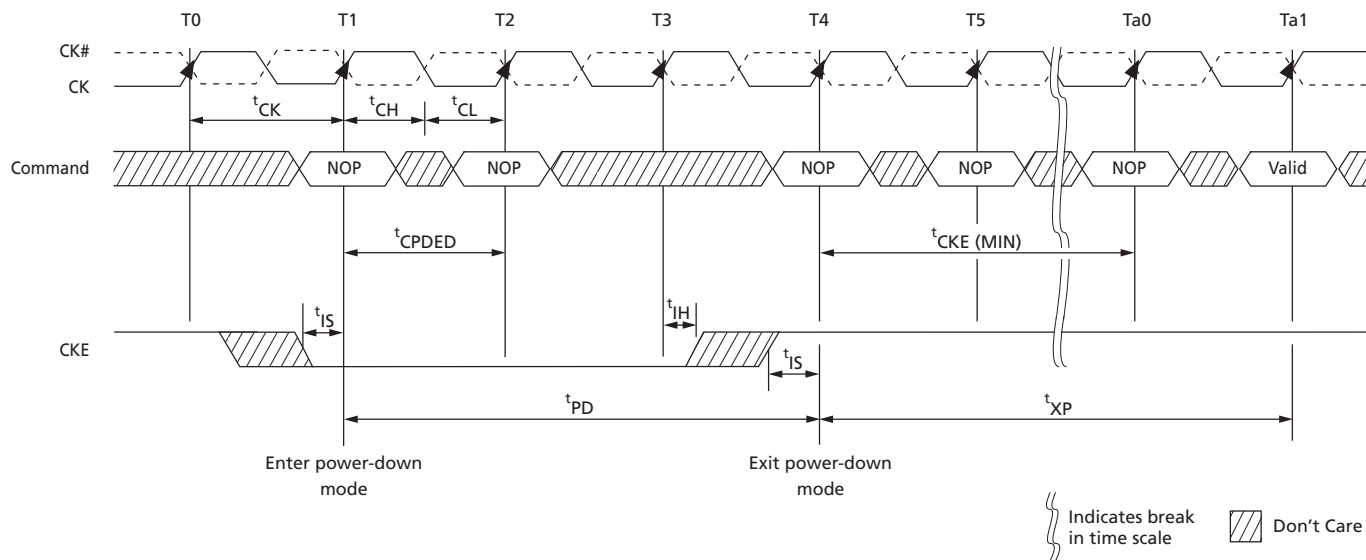 T0 T1 T2 T3 T4 T5 Ta0 Ta1
CK#
CK
tCK tCH tCL
Command NOP NOP NOP NOP NOP Valid
tCPDED tCKE (MIN)
tIS tIH
CKE
tIS
tPD tXP
Enter power-down
mode
Exit power-down
mode
Indicates break
in time scale
Don't Care